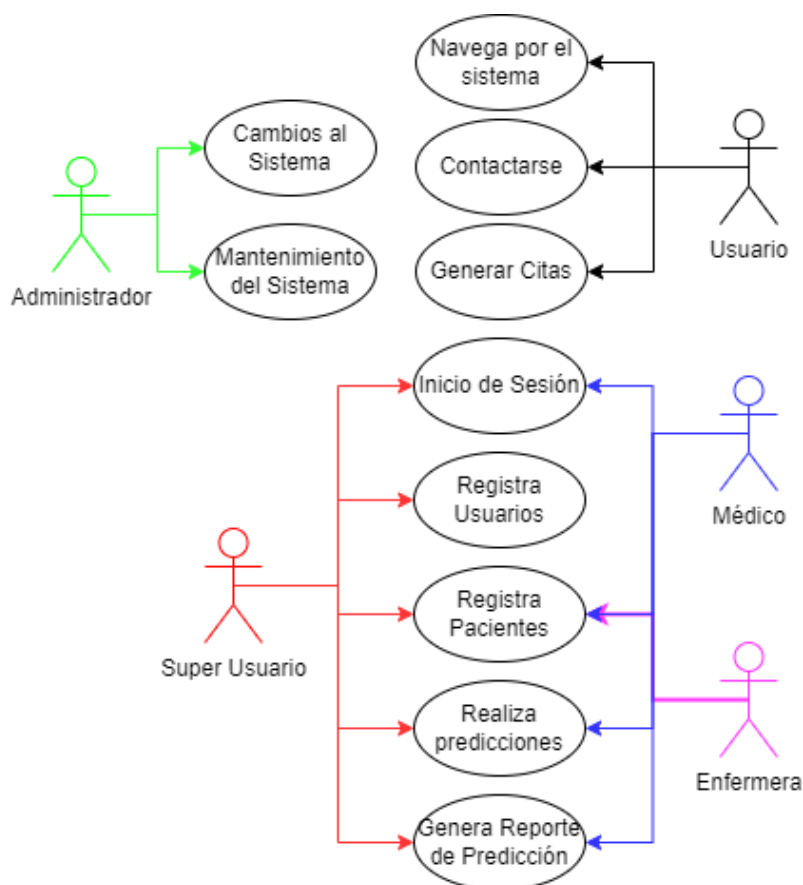 Navega por el
sistema
Cambios al
Sistema
Contactarse
Usuario
Mantenimiento
del Sistema
Generar Citas
Administrador
Inicio de Sesión
Médico
Registra
Usuarios
Registra
Pacientes
Super Usuario
Realiza
predicciones
Enfermera
Genera Reporte
de Predicción